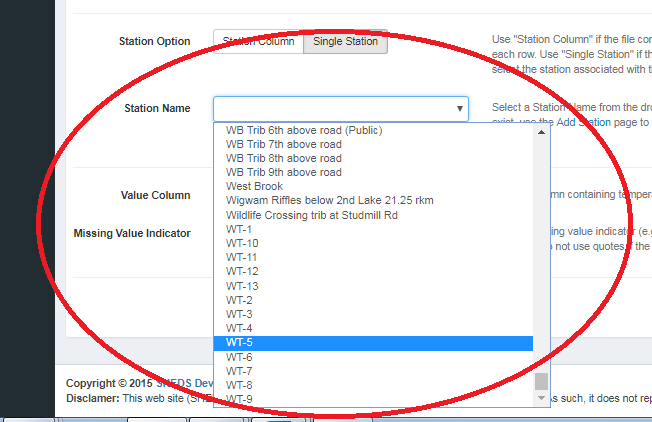 Station Option
Station Column Single Station
Use "Station Column" if the file con
each row. Use "Single Station" if th
select the station associated with th
Station Name
Select a Station Name from the dro
exist, use the Add Station page to
WB Trib 6th above road (Public)
WB Trib 7th above road
WB Trib 8th above road
WB Trib 9th above road
West Brook
Wigwam Riffles below 2nd Lake 21.25 rkm
Wildlife Crossing trib at Studmill Rd
WT-1
WT-10
WT-11
WT-12
WT-13
WT-2
WT-3
WT-4
WT-5
WT-6
WT-7
WT-8
WT-9
Value Column
mn containing tempera
Missing Value Indicator
ing value indicator (e.g
not use quotes, if the
Copyright © 2015 SHEDS Dev
Disclamer: This web site (SHE
As such, it does not rep